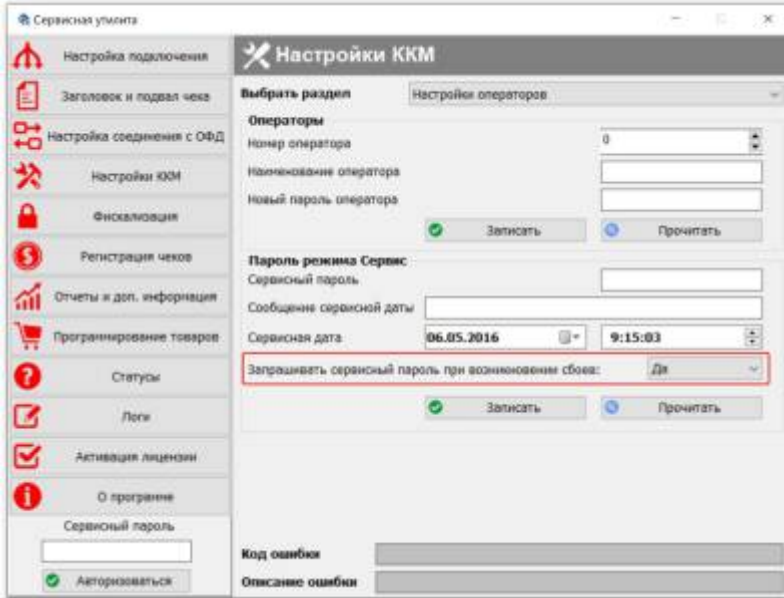 Сервисная утилита
Настройка подключения
Заголовок и подвал чека
Настройка соединения с ОФД
Настройки ККМ
Фискализация
Регистрация чеков
Отчеты и доп. информация
Программирование товаров
Статусы
Логи
Активация лицензии
О программе
Сервисный пароль
Авторизоваться
Настройки ККМ
Выбрать раздел Настройки операторов
Операторы
Номер оператора 0
Наименование оператора
Новый пароль оператора
Записать Прочитать
Пароль режима Сервис
Сервисный пароль
Сообщение сервисной даты
Сервисная дата 06.05.2016 9:15:03
Запрашивать сервисный пароль при возникновении сбоев: Да
Записать Прочитать
Код ошибки
Описание ошибки